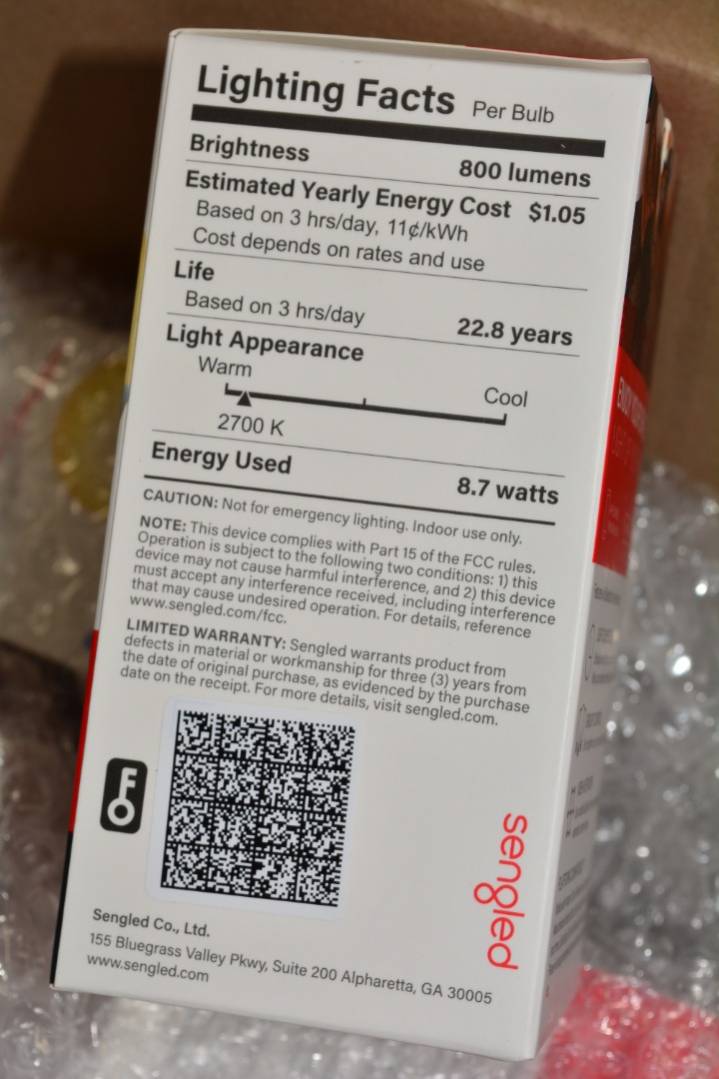 Lighting Facts Per Bulb
Brightness 800 lumens
Estimated Yearly Energy Cost $1.05
Based on 3 hrs/day, 11¢/kWh
Cost depends on rates and use
Life
Based on 3 hrs/day 22.8 years
Light Appearance
Warm Cool
2700 K
Energy Used 8.7 watts
CAUTION: Not for emergency lighting. Indoor use only.
NOTE: This device complies with Part 15 of the FCC rules.
Operation is subject to the following two conditions: 1) this
device may not cause harmful interference, and 2) this device
must accept any interference received, including interference
that may cause undesired operation. For details, reference
www.sengled.com/fcc.
LIMITED WARRANTY: Sengled warrants product from
defects in material or workmanship for three (3) years from
the date of original purchase, as evidenced by the purchase
date on the receipt. For more details, visit sengled.com.
sengled
Sengled Co., Ltd.
155 Bluegrass Valley Pkwy, Suite 200 Alpharetta, GA 30005
www.sengled.com